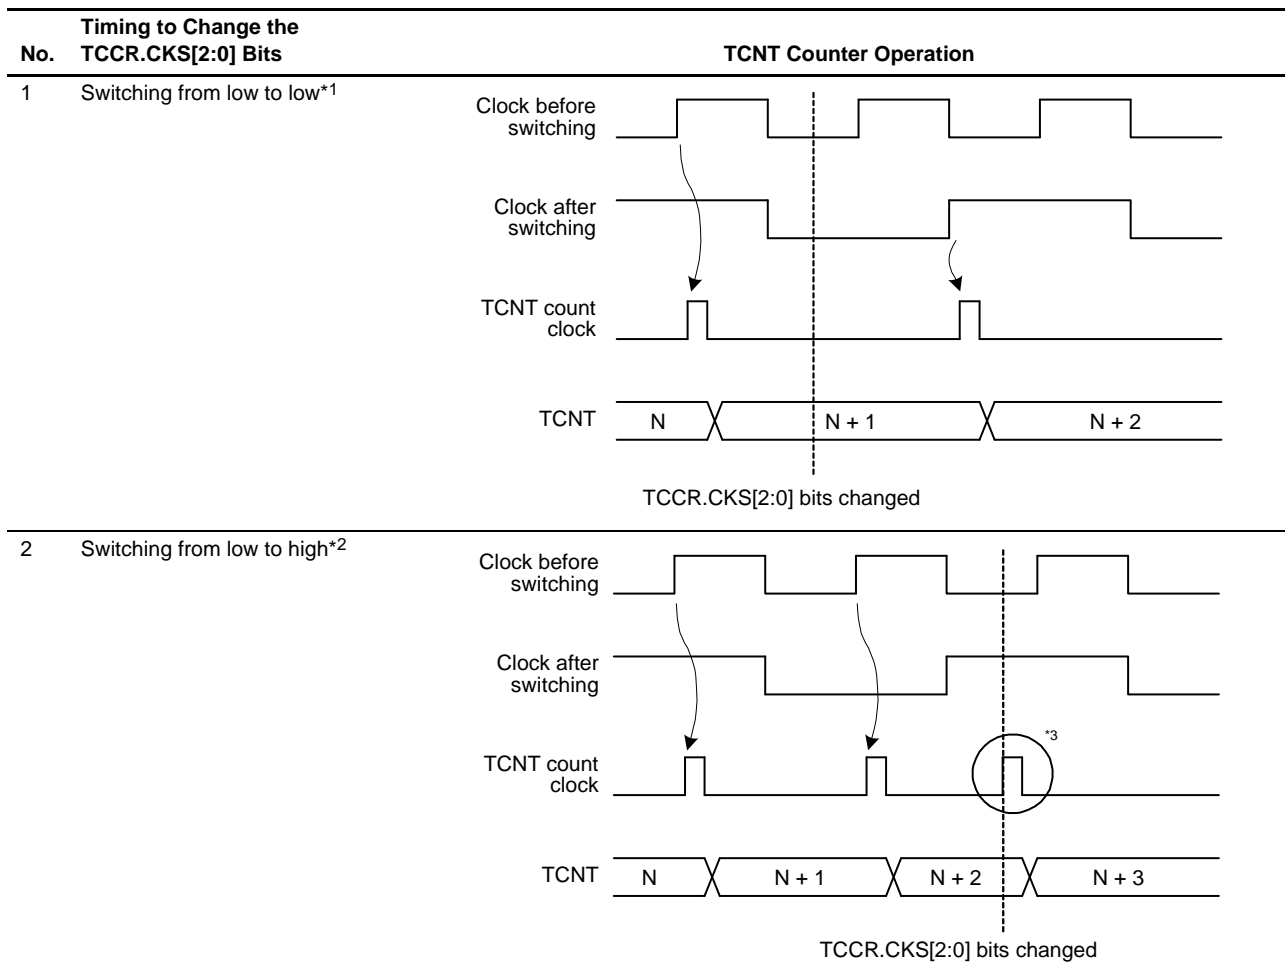 Timing to Change the
No. TCCR.CKS[2:0] Bits TCNT Counter Operation
1 Switching from low to low*1
Clock before
switching
Clock after
switching
TCNT count
clock
TCNT N N + 1 N + 2
TCCR.CKS[2:0] bits changed
2 Switching from low to high*2
Clock before
switching
Clock after
switching
*3
TCNT count
clock
TCNT N N + 1 N + 2 N + 3
TCCR.CKS[2:0] bits changed